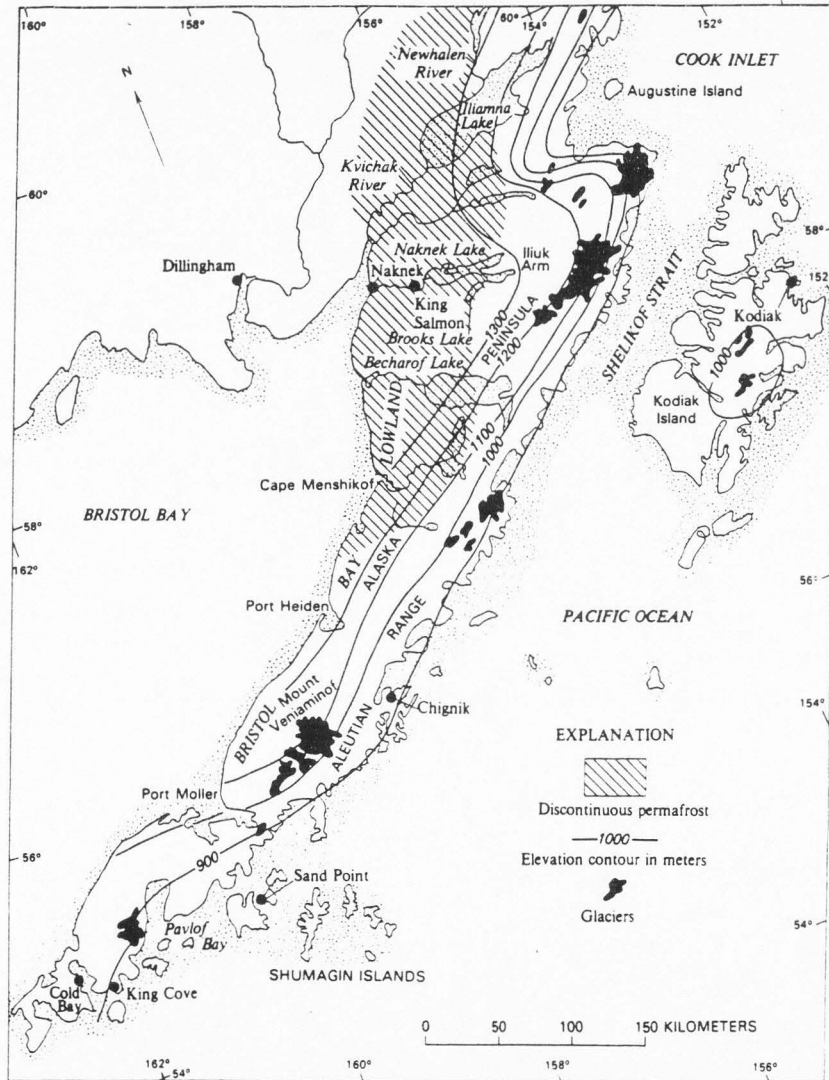 160°
158°
156°
60°
154°
152°
N
Newhalen
River
COOK INLET
Augustine Island
Iliamna
Lake
Kvichak
River
60°
58°
Dillingham
Naknek Lake
Naknek
Iliuk
Arm
King
Salmon
Brooks Lake
Becharof Lake
1300
PENINSULA
1200
SHELIKOF STRAIT
152
Kodiak
1000
Kodiak
Island
LOWLAND
1100
1000
Cape Menshikof
BRISTOL BAY
58°
162°
BAY
ALASKA
56°
Port Heiden
RANGE
PACIFIC OCEAN
BRISTOL
Mount
Veniaminof
ALEUTIAN
Chignik
154°
EXPLANATION
Discontinuous permafrost
1000
Elevation contour in meters
Glaciers
Port Moller
56°
900
Sand Point
54°
Pavlof
Bay
SHUMAGIN ISLANDS
Cold
Bay
King Cove
0 50 100 150 KILOMETERS
162°
54°
160°
158°
156°